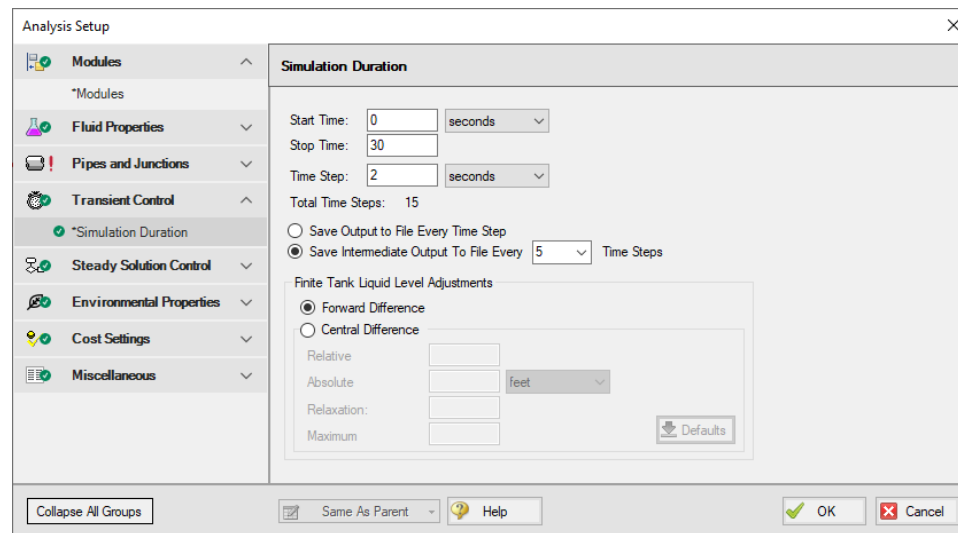 Analysis Setup
Modules
*Modules
Fluid Properties
Pipes and Junctions
Transient Control
*Simulation Duration
Steady Solution Control
Environmental Properties
Cost Settings
Miscellaneous
Collapse All Groups
Simulation Duration
Start Time: 0 seconds
Stop Time: 30
Time Step: 2 seconds
Total Time Steps: 15
Save Output to File Every Time Step
Save Intermediate Output To File Every 5 Time Steps
Finite Tank Liquid Level Adjustments
Forward Difference
Central Difference
Relative
Absolute feet
Relaxation:
Maximum
Defaults
Same As Parent
Help
OK
Cancel